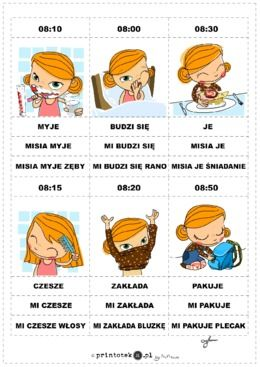 08:10 08:00 08:30
MYJE BUDZI SIĘ JE
MISIA MYJE MI BUDZI SIĘ MISIA JE
MISIA MYJE ZĘBY MI BUDZI SIĘ RANO MISIA JE ŚNIADANIE
08:15 08:20 08:50
CZESZE ZAKŁADA PAKUJE
MI CZESZE MI ZAKŁADA MI PAKUJE
MI CZESZE WŁOSY MI ZAKŁADA BLUZKĘ MI PAKUJE PLECAK
© printotek a.pl